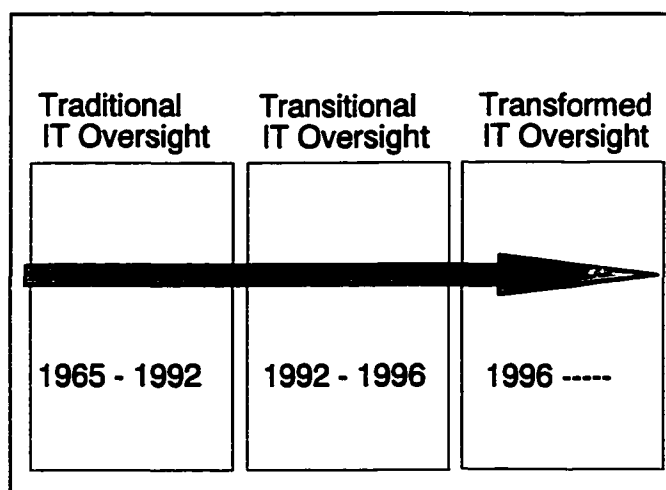 Traditional
IT Oversight
Transitional
IT Oversight
Transformed
IT Oversight
1965 - 1992
1992 - 1996
1996 -----